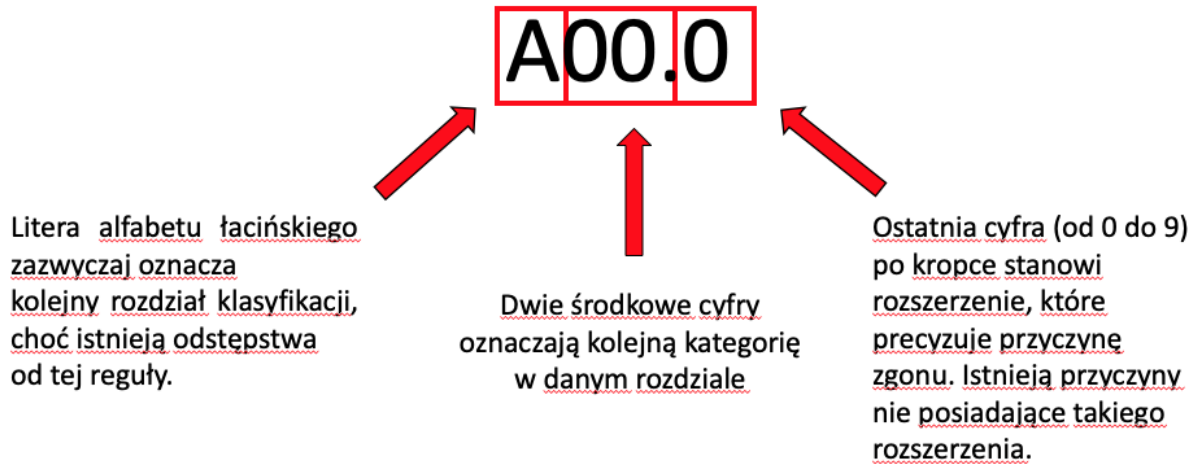 A00.0
Litera alfabetu łacińskiego
zazwyczaj oznacza
kolejny rozdział klasyfikacji,
choć istnieją odstępstwa
od tej reguły.
Dwie środkowe cyfry
oznaczają kolejną kategorię
w danym rozdziale
Ostatnia cyfra (od 0 do 9)
po kropce stanowi
rozszerzenie, które
precyzuje przyczynę
zgonu. Istnieją przyczyny
nie posiadające takiego
rozszerzenia.